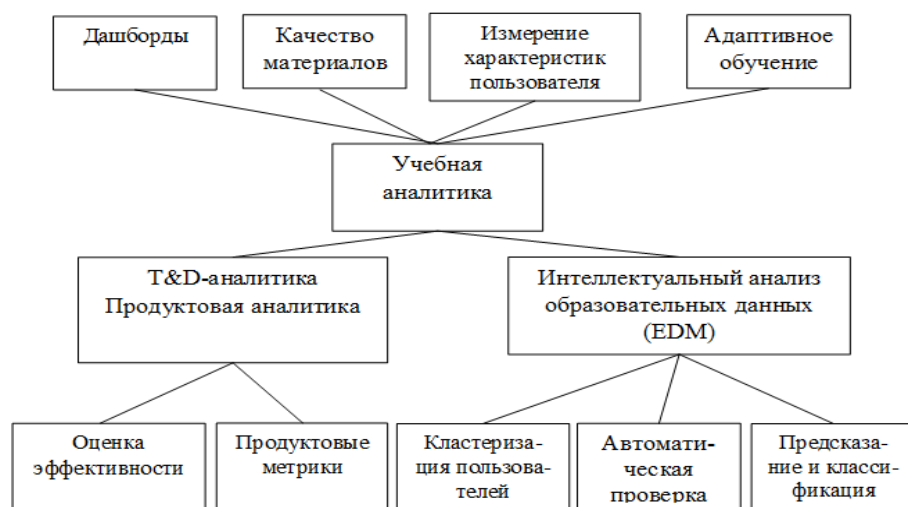 Дашборды
Качество
материалов
Измерение
характеристик
пользователя
Адаптивное
обучение
Учебная
аналитика
T&D-аналитика
Продуктовая аналитика
Интеллектуальный анализ
образовательных данных
(EDM)
Оценка
эффективности
Продуктовые
метрики
Кластериза-
ция пользова-
телей
Автомати-
ческая
проверка
Предсказа-
ние и класси-
фикация